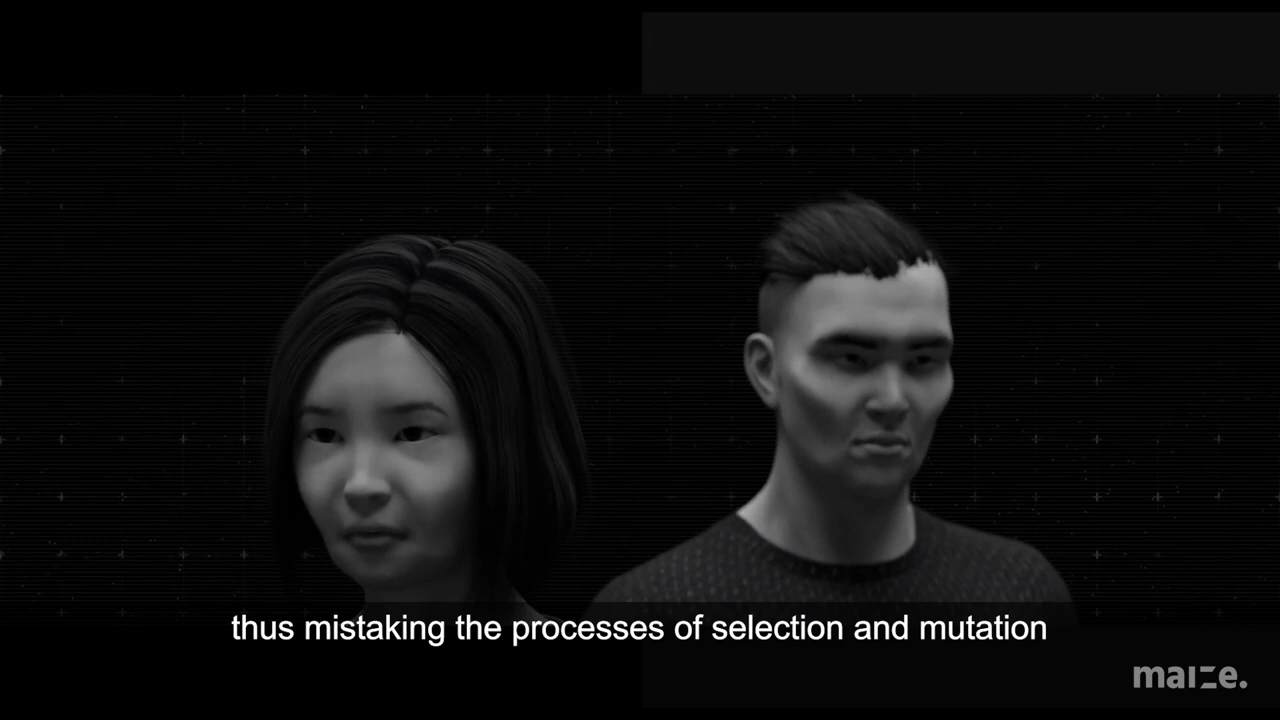 thus mistaking the processes of selection and mutation
maize.